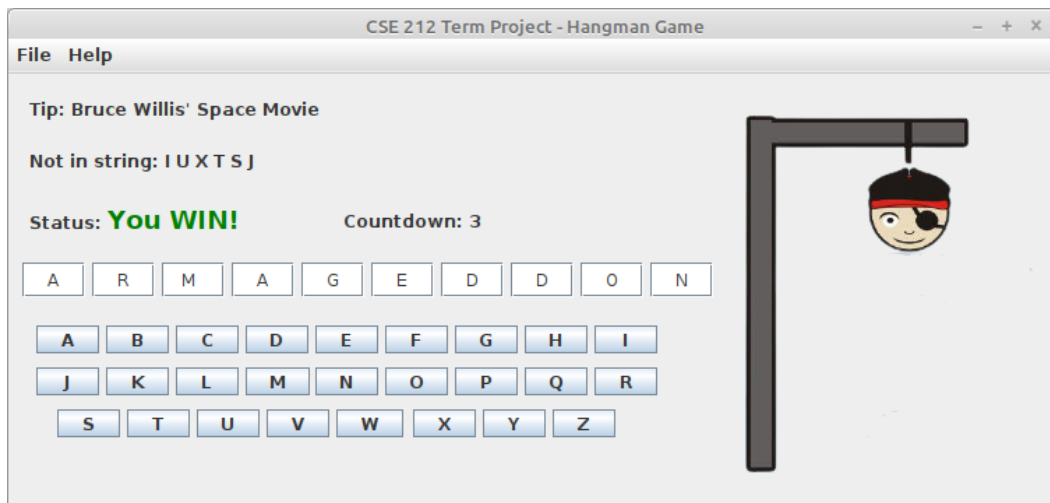 CSE 212 Term Project - Hangman Game
File Help
Tip: Bruce Willis' Space Movie
Not in string: I U X T S J
Status: You WIN! Countdown: 3
A R M A G E D D O N
A B C D E F G H I
J K L M N O P Q R
S T U V W X Y Z